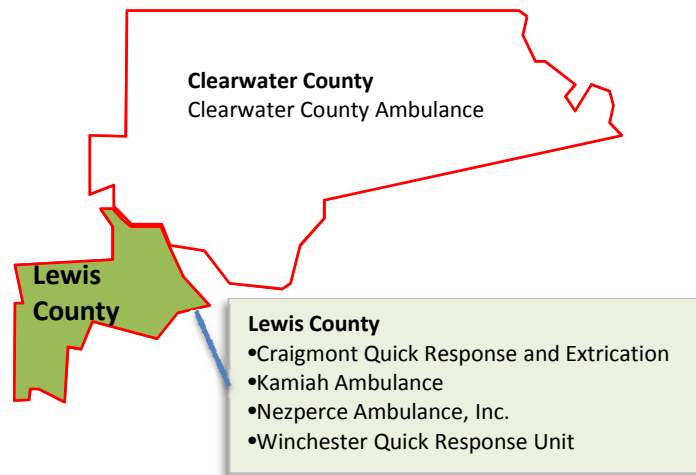 Clearwater County
Clearwater County Ambulance
Lewis
County
Lewis County
•Craigmont Quick Response and Extrication
•Kamiah Ambulance
•Nezperce Ambulance, Inc.
•Winchester Quick Response Unit